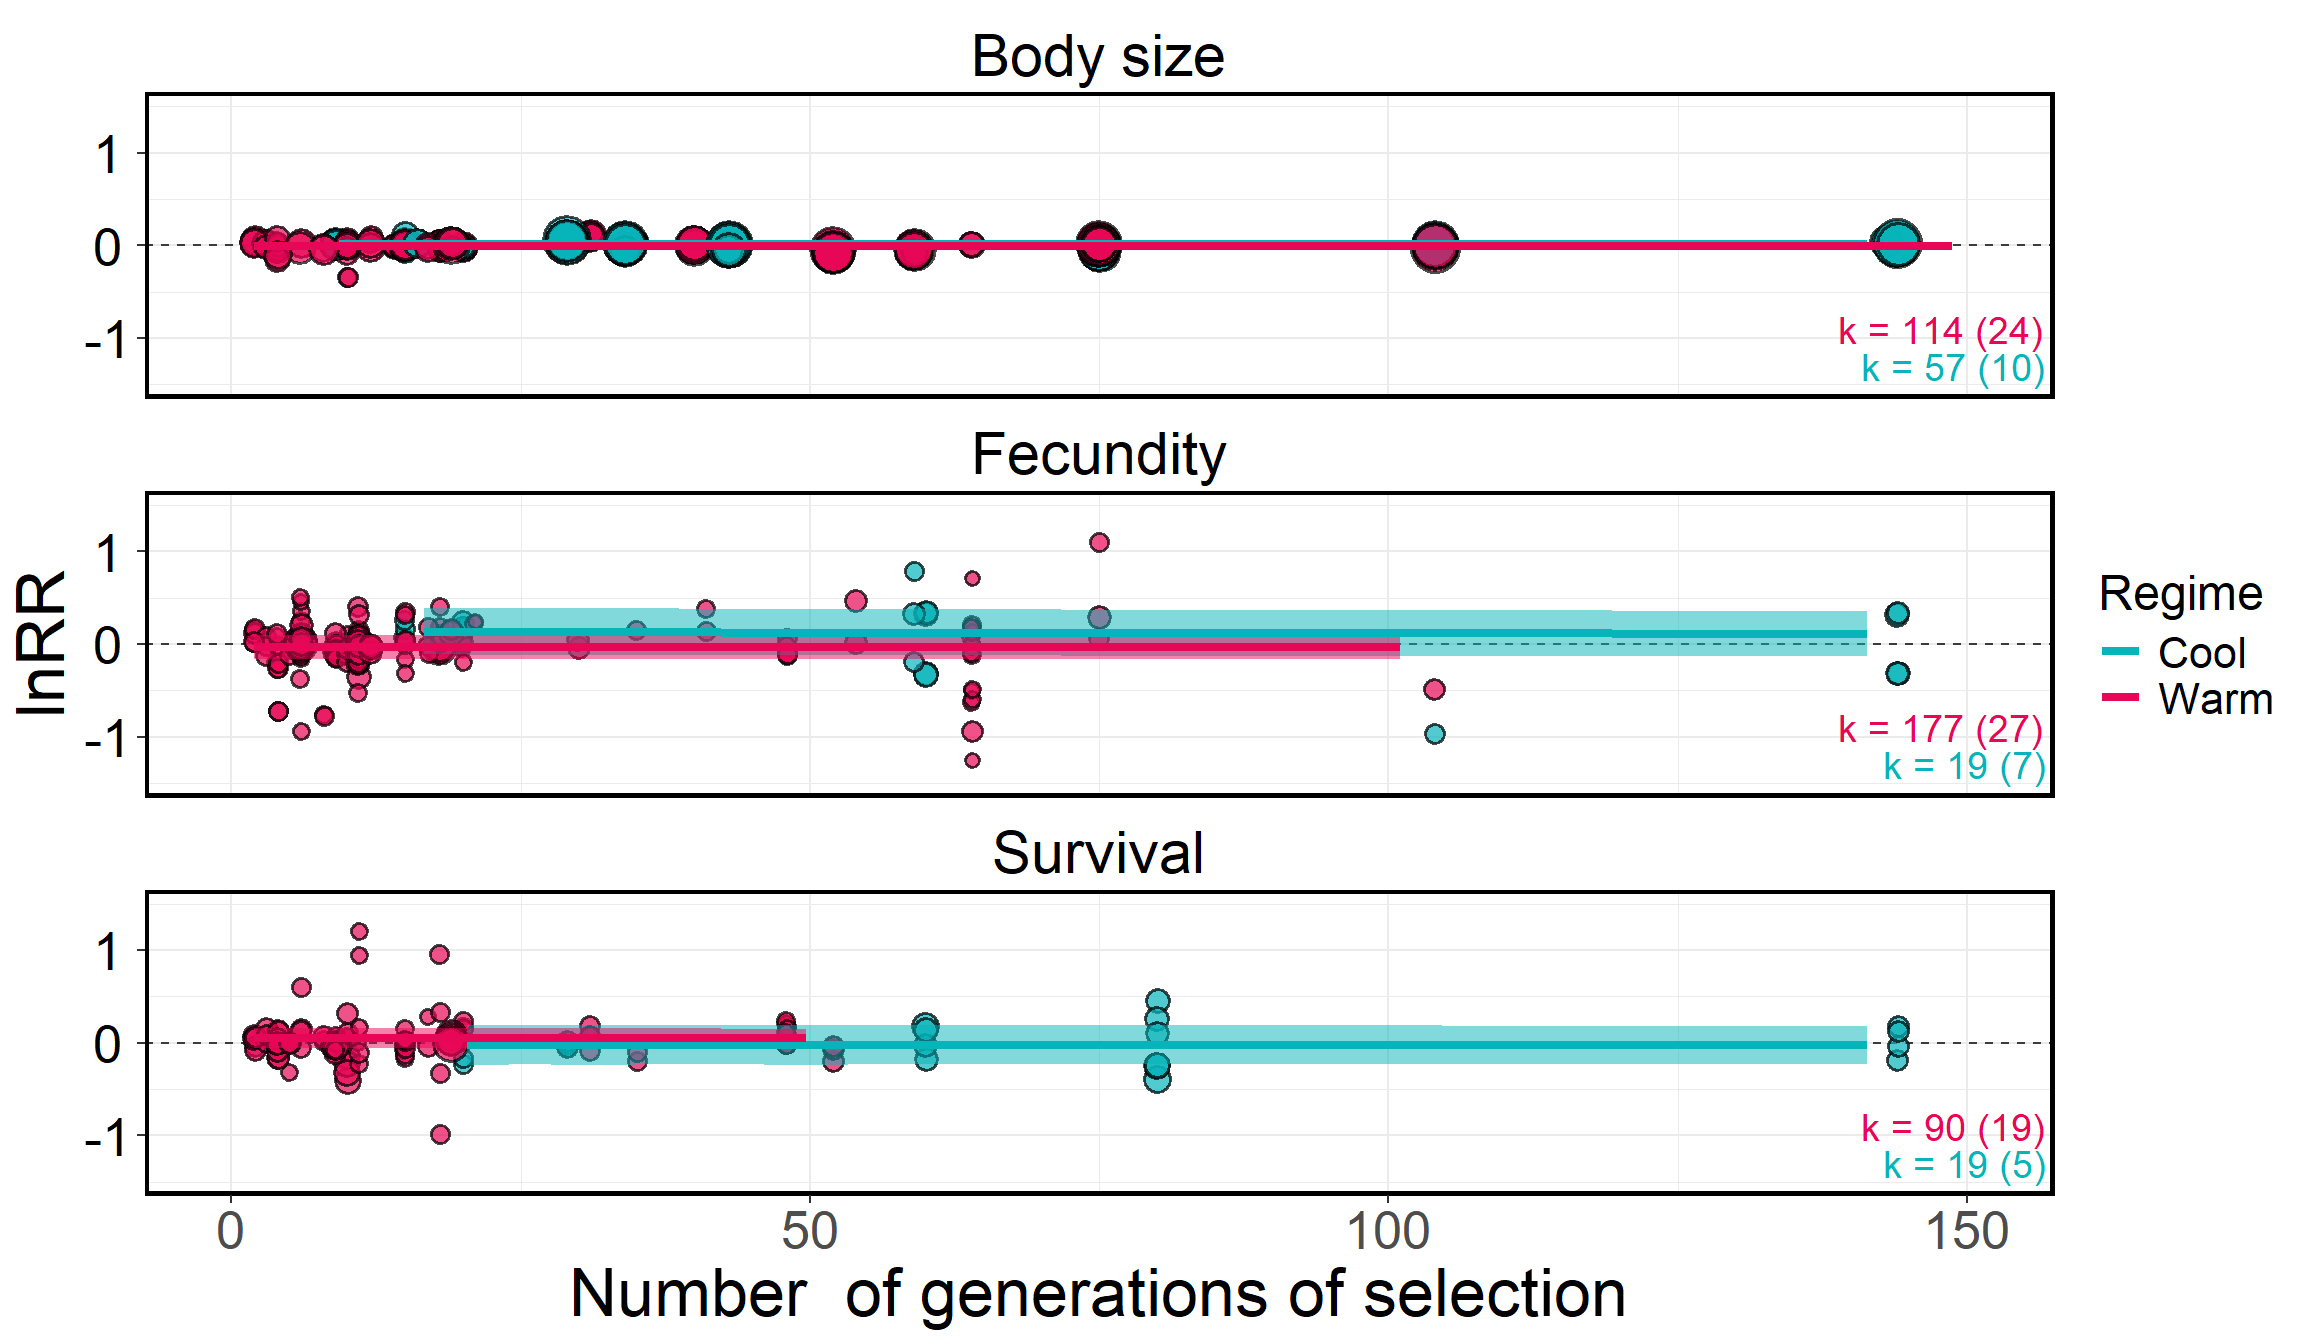 Body size
1
0
-1
k = 114 (24)
k = 57 (10)
Fecundity
1
0
-1
k = 177 (27)
k = 19 (7)
Survival
1
0
-1
k = 90 (19)
k = 19 (5)
0 50 100 150
Number  of generations of selection
lnRR
Regime
Cool
Warm